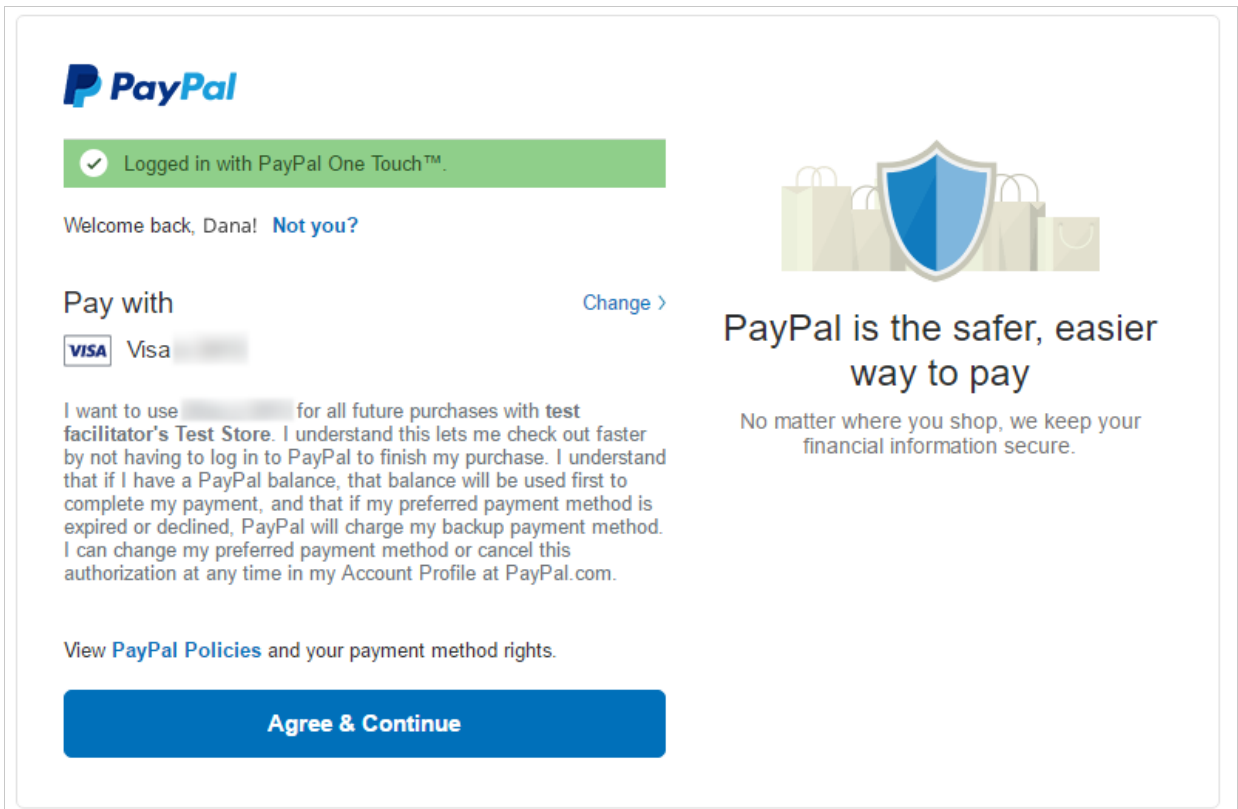 PayPal
Logged in with PayPal One Touch™.
Welcome back, Dana! Not you?
Pay with
Change >
VISA Visa
I want to use for all future purchases with test
facilitator's Test Store. I understand this lets me check out faster
by not having to log in to PayPal to finish my purchase. I understand
that if I have a PayPal balance, that balance will be used first to
complete my payment, and that if my preferred payment method is
expired or declined, PayPal will charge my backup payment method.
I can change my preferred payment method or cancel this
authorization at any time in my Account Profile at PayPal.com.
View PayPal Policies and your payment method rights.
Agree & Continue
PayPal is the safer, easier
way to pay
No matter where you shop, we keep your
financial information secure.